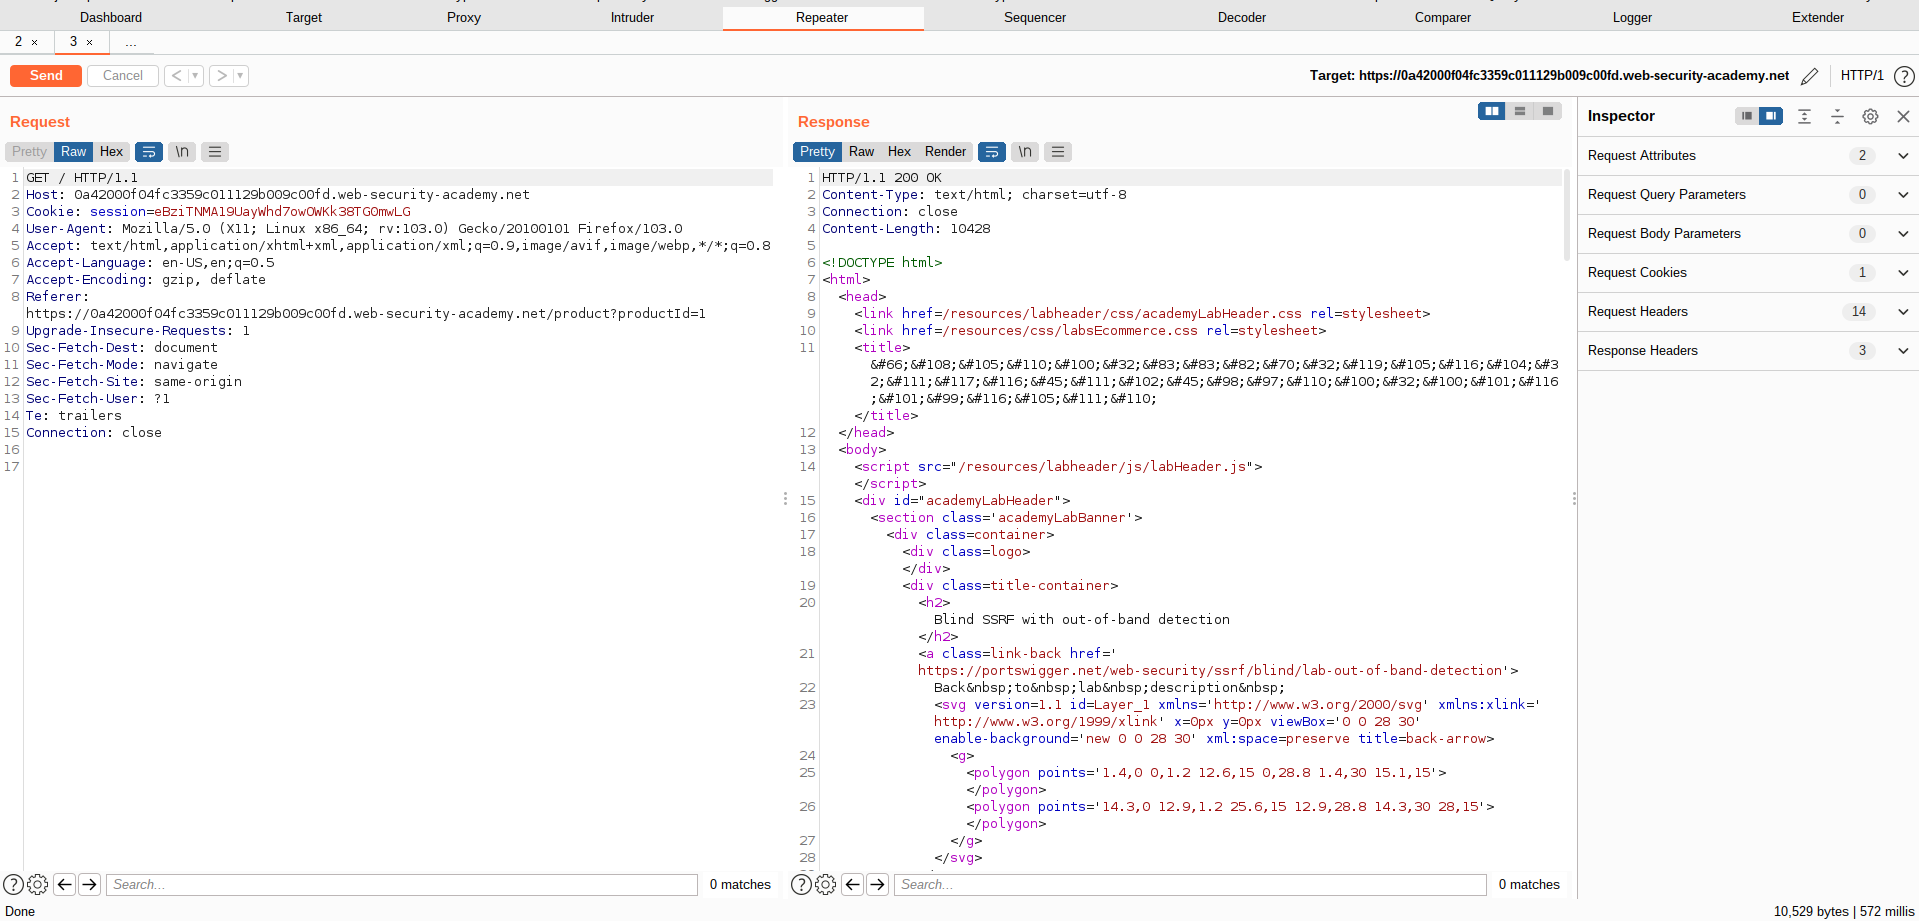 Dashboard Target Proxy Intruder Repeater Sequencer Decoder Comparer Logger Extender
2 × 3 × ...
Send Cancel < > Target: https://0a42000f04fc3359c011129b009c00fd.web-security-academy.net HTTP/1 ?
Request
Pretty Raw Hex \n
1 GET / HTTP/1.1
2 Host: 0a42000f04fc3359c011129b009c00fd.web-security-academy.net
3 Cookie: session=eBziTNMA19UayWhd7owOWKk38TG0mwLG
4 User-Agent: Mozilla/5.0 (X11; Linux x86_64; rv:103.0) Gecko/20100101 Firefox/103.0
5 Accept: text/html,application/xhtml+xml,application/xml;q=0.9,image/avif,image/webp,*/*;q=0.8
6 Accept-Language: en-US,en;q=0.5
7 Accept-Encoding: gzip, deflate
8 Referer:
https://0a42000f04fc3359c011129b009c00fd.web-security-academy.net/product?productId=1
9 Upgrade-Insecure-Requests: 1
10 Sec-Fetch-Dest: document
11 Sec-Fetch-Mode: navigate
12 Sec-Fetch-Site: same-origin
13 Sec-Fetch-User: ?1
14 Te: trailers
15 Connection: close
16
17
? Search... 0 matches
Response
Pretty Raw Hex Render \n
1 HTTP/1.1 200 OK
2 Content-Type: text/html; charset=utf-8
3 Connection: close
4 Content-Length: 10428
5
6 <!DOCTYPE html>
7 <html>
8 <head>
9 <link href=/resources/labheader/css/academyLabHeader.css rel=stylesheet>
10 <link href=/resources/css/labsEcommerce.css rel=stylesheet>
11 <title>
&#66;&#108;&#105;&#110;&#100;&#32;&#83;&#83;&#82;&#70;&#32;&#119;&#105;&#116;&#104;&#3
2;&#111;&#117;&#116;&#45;&#111;&#102;&#45;&#98;&#97;&#110;&#100;&#32;&#100;&#101;&#116
;&#101;&#99;&#116;&#105;&#111;&#110;
</title>
12 </head>
13 <body>
14 <script src="/resources/labheader/js/labHeader.js">
</script>
15 <div id="academyLabHeader">
16 <section class='academyLabBanner'>
17 <div class=container>
18 <div class=logo>
</div>
19 <div class=title-container>
20 <h2>
Blind SSRF with out-of-band detection
</h2>
21 <a class=link-back href='
https://portswigger.net/web-security/ssrf/blind/lab-out-of-band-detection'>
22 Back&nbsp;to&nbsp;lab&nbsp;description&nbsp;
23 <svg version=1.1 id=Layer_1 xmlns='http://www.w3.org/2000/svg' xmlns:xlink='
http://www.w3.org/1999/xlink' x=0px y=0px viewBox='0 0 28 30'
enable-background='new 0 0 28 30' xml:space=preserve title=back-arrow>
24 <g>
25 <polygon points='1.4,0 0,1.2 12.6,15 0,28.8 1.4,30 15.1,15'>
</polygon>
26 <polygon points='14.3,0 12.9,1.2 25.6,15 12.9,28.8 14.3,30 28,15'>
</polygon>
27 </g>
28 </svg>
? Search... 0 matches
Inspector
Request Attributes 2
Request Query Parameters 0
Request Body Parameters 0
Request Cookies 1
Request Headers 14
Response Headers 3
Done 10,529 bytes | 572 millis